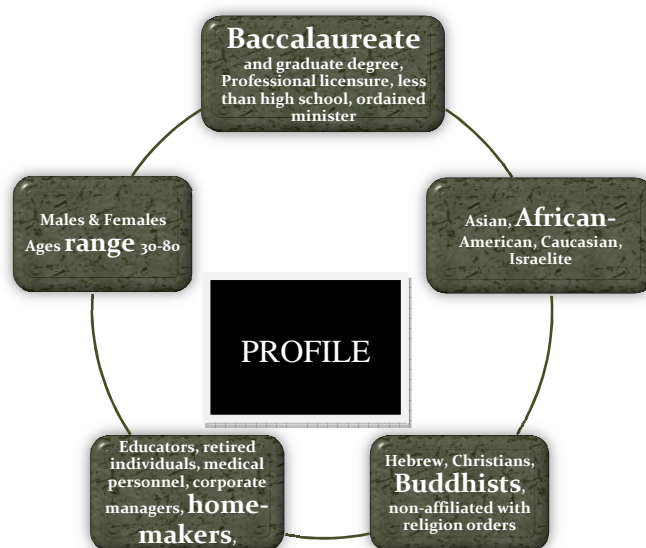 Baccalaureate
and graduate degree,
Professional licensure, less
than high school, ordained
minister
Asian, African-
American, Caucasian,
Israelite
Males & Females
Ages range 30-80
PROFILE
Educators, retired
individuals, medical
personnel, corporate
managers, home-
makers,
Hebrew, Christians,
Buddhists,
non-affiliated with
religion orders